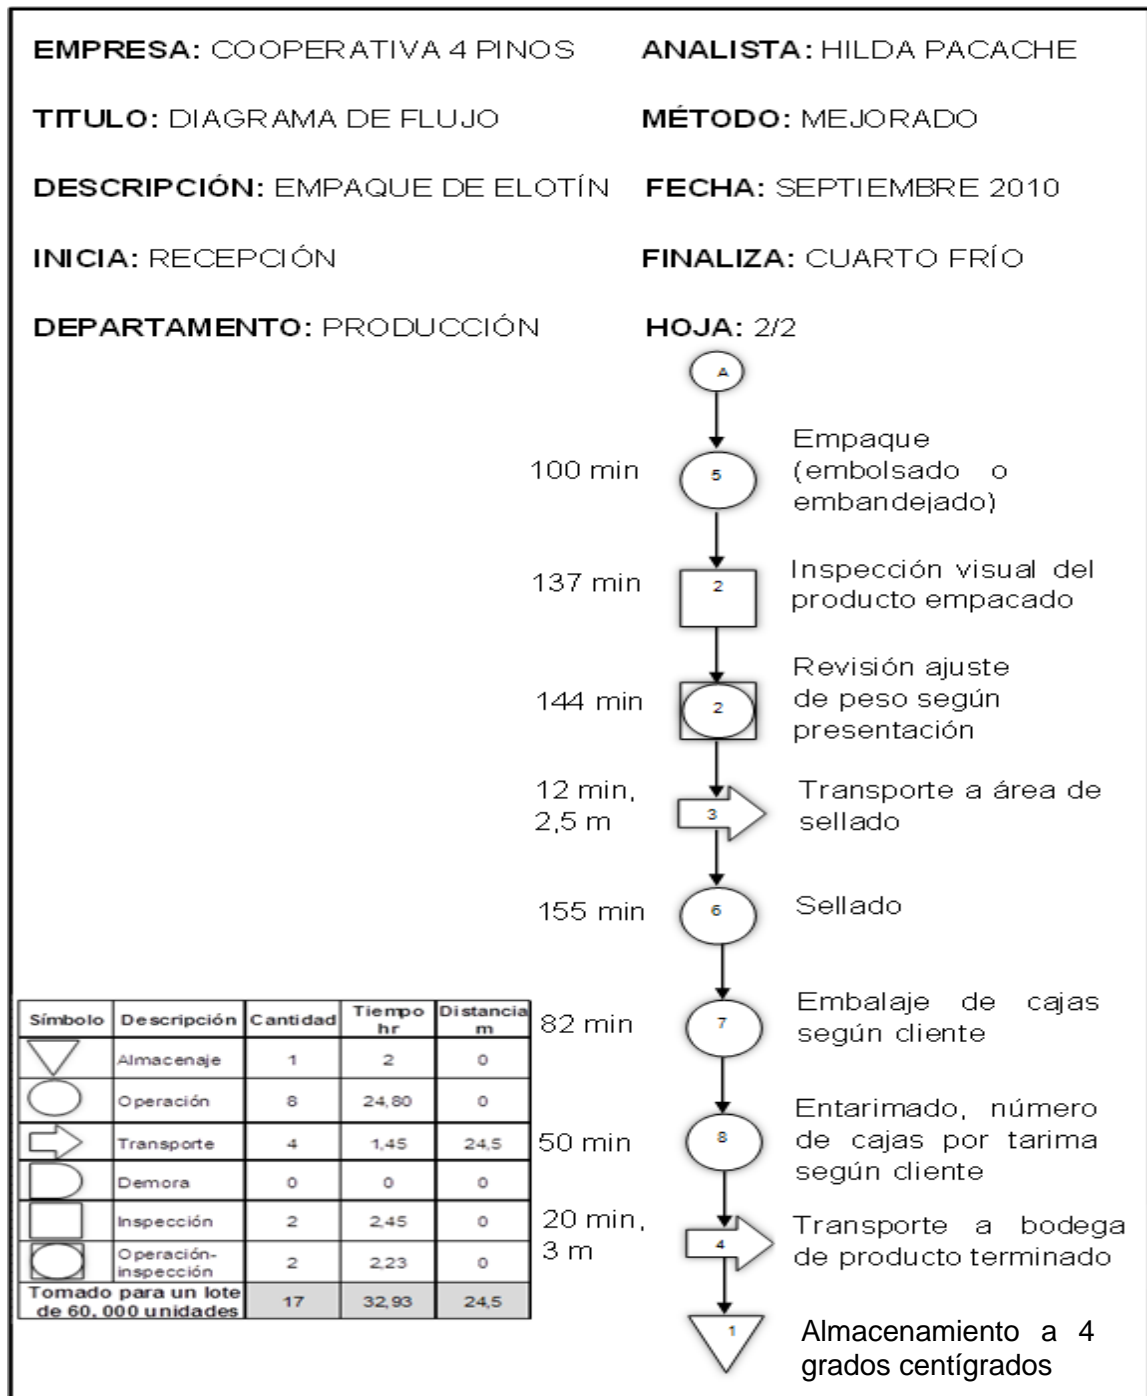 EMPRESA: COOPERATIVA 4 PINOS ANALISTA: HILDA PACACHE
TITULO: DIAGRAMA DE FLUJO MÉTODO: MEJORADO
DESCRIPCIÓN: EMPAQUE DE ELOTÍN FECHA: SEPTIEMBRE 2010
INICIA: RECEPCIÓN FINALIZA: CUARTO FRÍO
DEPARTAMENTO: PRODUCCIÓN HOJA: 2/2
A
100 min
5
Empaque
(embolsado o
embandejado)
137 min
2
Inspección visual del
producto empacado
144 min
2
Revisión ajuste
de peso según
presentación
12 min,
2,5 m
3
Transporte a área de
sellado
155 min
6
Sellado
82 min
7
Embalaje de cajas
según cliente
50 min
8
Entarimado, número
de cajas por tarima
según cliente
20 min,
3 m
4
Transporte a bodega
de producto terminado
1
Almacenamiento a 4
grados centígrados
Símbolo Descripción Cantidad Tiempo hr Distancia m
Almacenaje 1 2 0
Operación 8 24,80 0
Transporte 4 1,45 24,5
Demora 0 0 0
Inspección 2 2,45 0
Operación-
inspección 2 2,23 0
Tomado para un lote
de 60,000 unidades 17 32,93 24,5